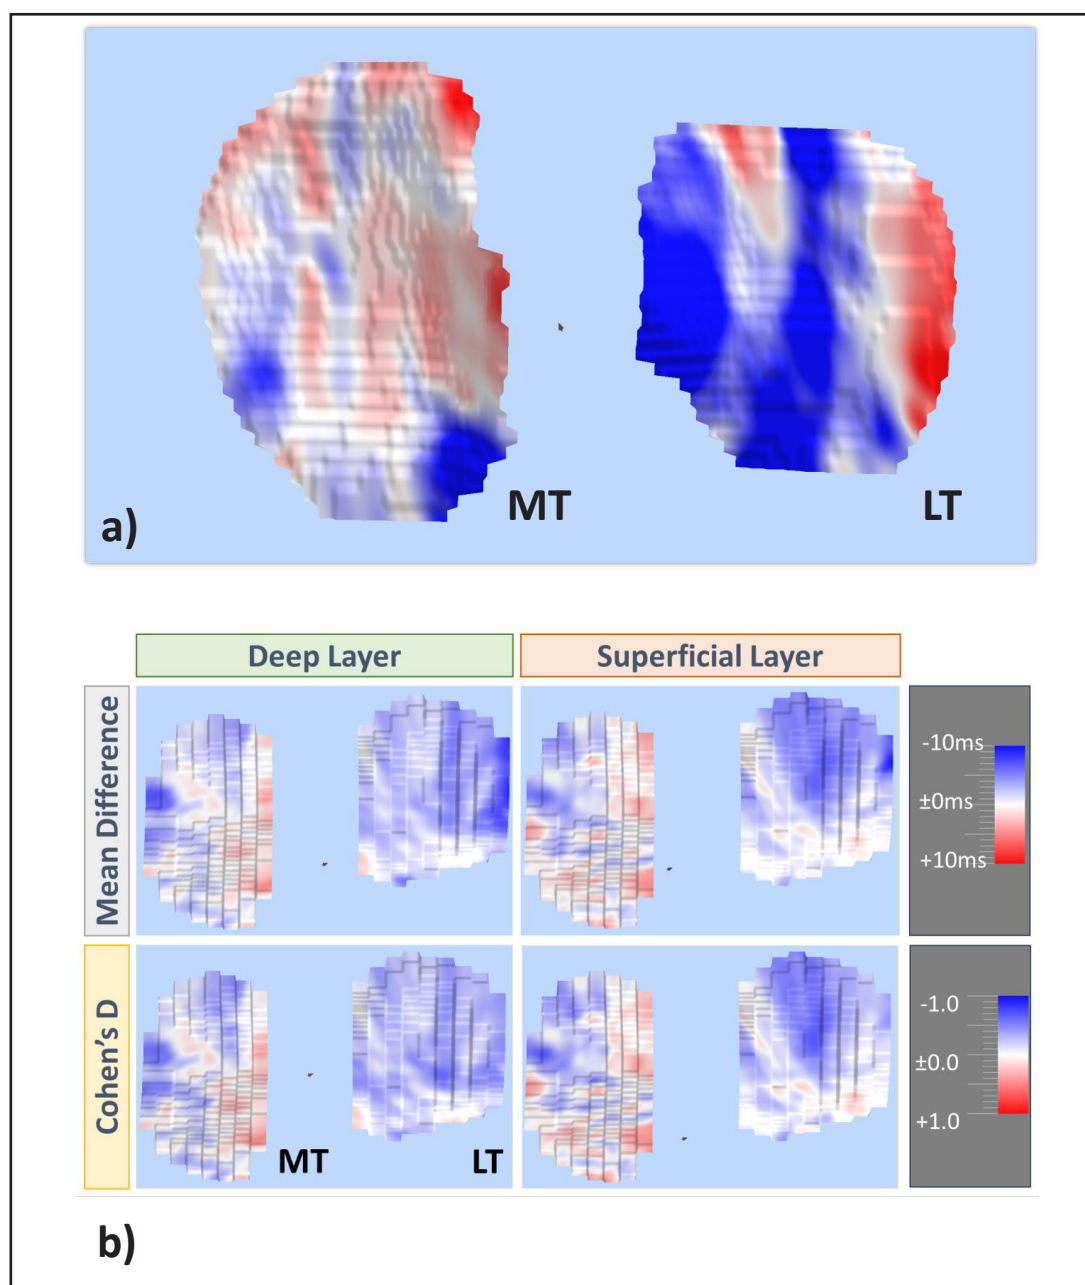 MT
LT
a)
Deep Layer
Superficial Layer
Mean Difference
-10ms
±0ms
+10ms
Cohen's D
-1.0
±0.0
+1.0
MT
LT
b)